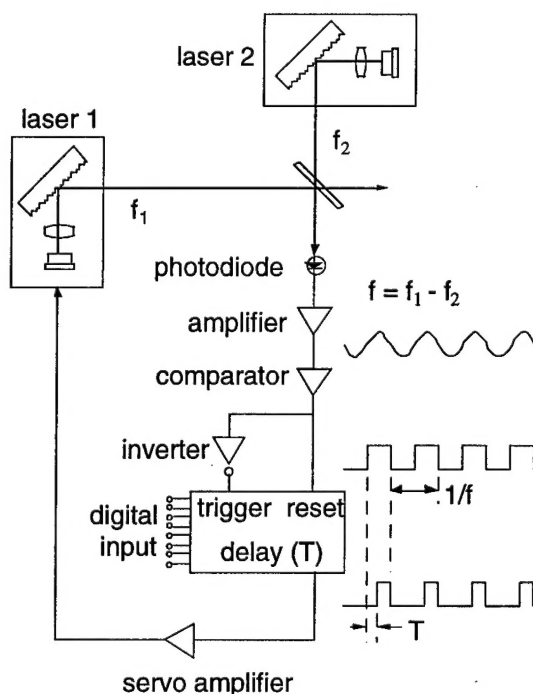 laser 2
laser 1
f₂
f₁
photodiode
f = f₁ - f₂
amplifier
comparator
inverter
1/f
trigger reset
digital
input
delay (T)
T
servo amplifier